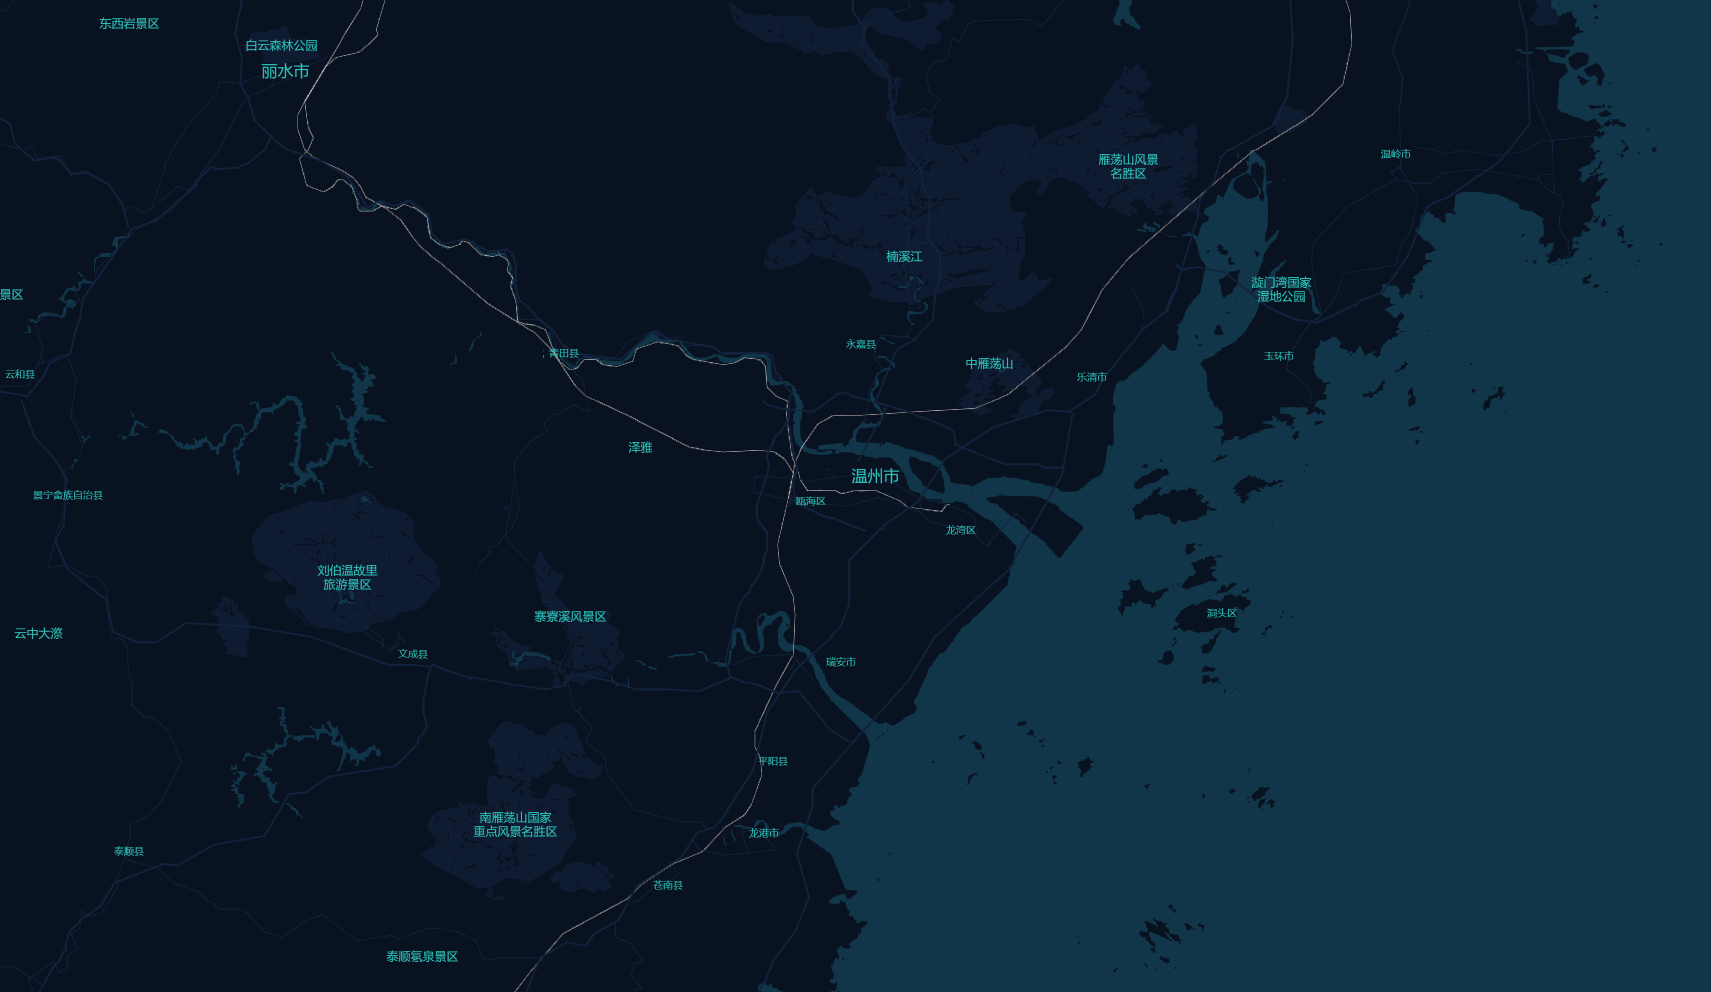 东西岩景区
白云森林公园
丽水市
温岭市
雁荡山风景
名胜区
楠溪江
漩门湾国家
湿地公园
景区
永嘉县
青田县
玉环市
中雁荡山
云和县
乐清市
泽雅
温州市
景宁畲族自治县
瓯海区
龙湾区
刘伯温故里
旅游景区
洞头区
寨寮溪风景区
云中大漈
文成县
瑞安市
平阳县
南雁荡山国家
重点风景名胜区
龙港市
泰顺县
苍南县
泰顺氡泉景区